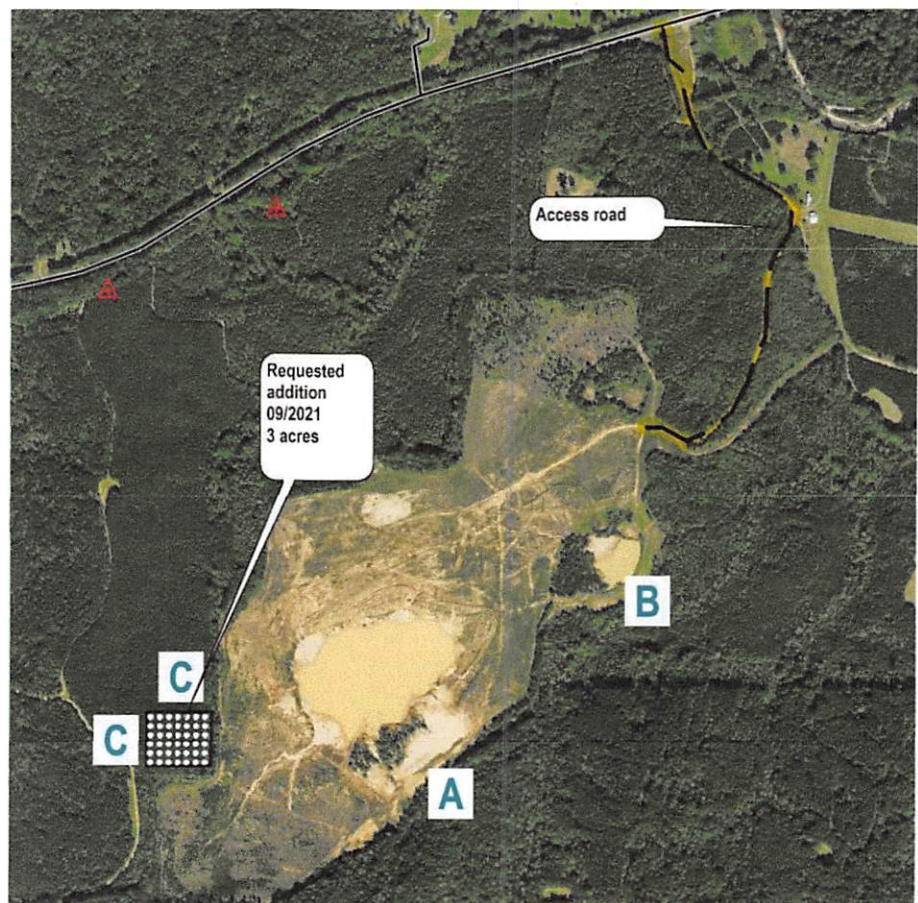 Access road
Requested
addition
09/2021
3 acres
B
C
C
A